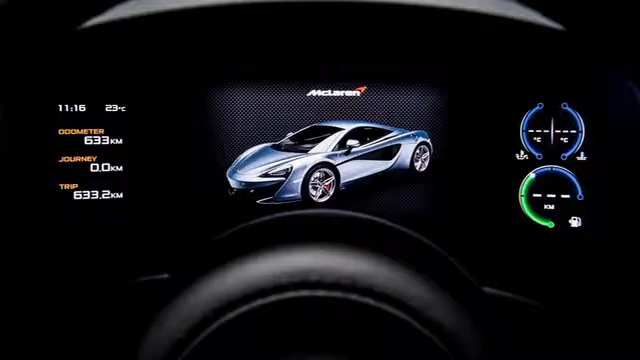 McLaren
11:16 23°C
ODOMETER
633KM
JOURNEY
0.0KM
TRIP
633.2KM
-- --°C -- --°C
-- -- --
KM